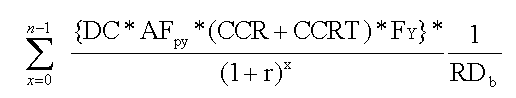 n−1
∑ {DC * AF_py * (CCR + CCRT) * F_Y} * 1
x=0 (1 + r)^x RD_b